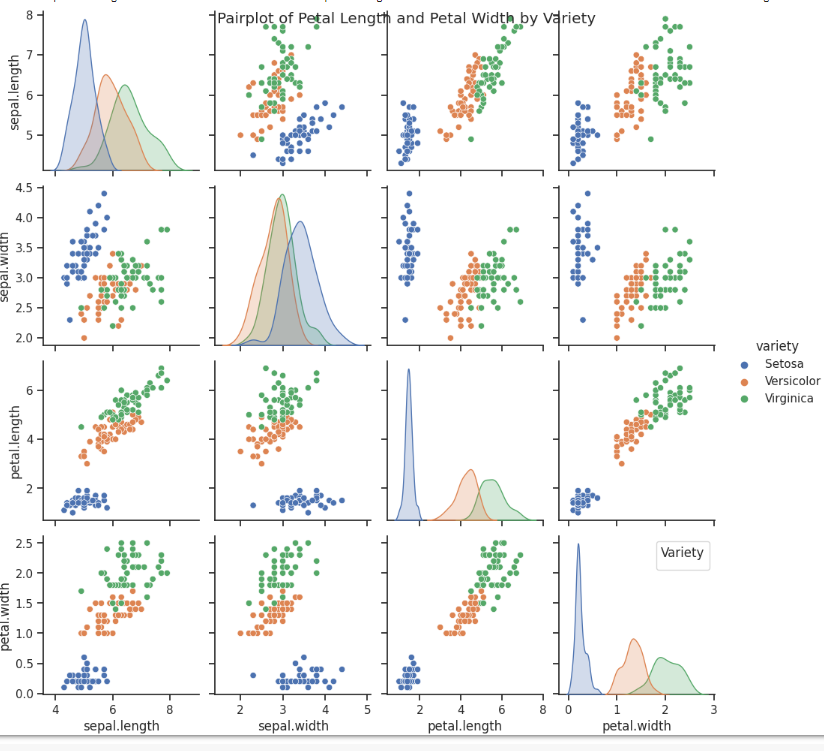 Pairplot of Petal Length and Petal Width by Variety
8
7
6
5
sepal.length
4.5
4.0
3.5
3.0
2.5
2.0
sepal.width
variety
Setosa
Versicolor
Virginica
6
4
2
petal.length
Variety
2.5
2.0
1.5
1.0
0.5
0.0
petal.width
4 6 8 2 3 4 5 2 4 6 8 0 1 2 3
sepal.length sepal.width petal.length petal.width